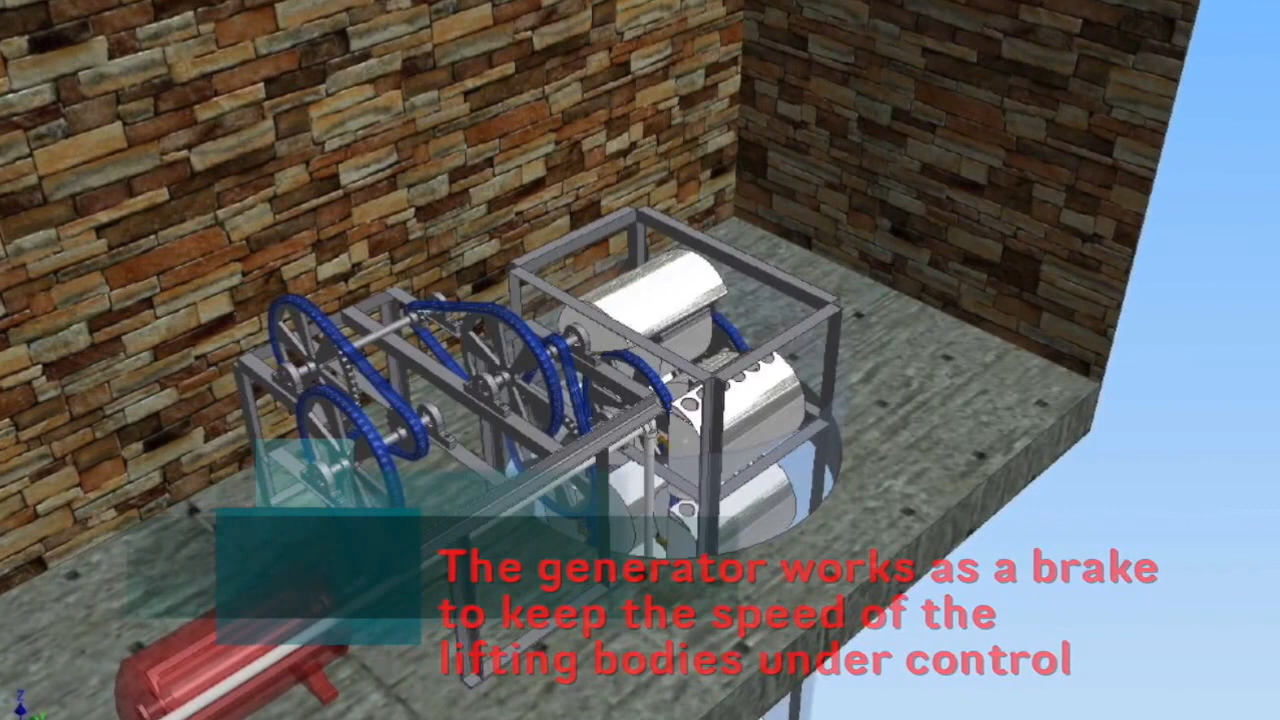 The generator works as a brake
to keep the speed of the
lifting bodies under control
Z